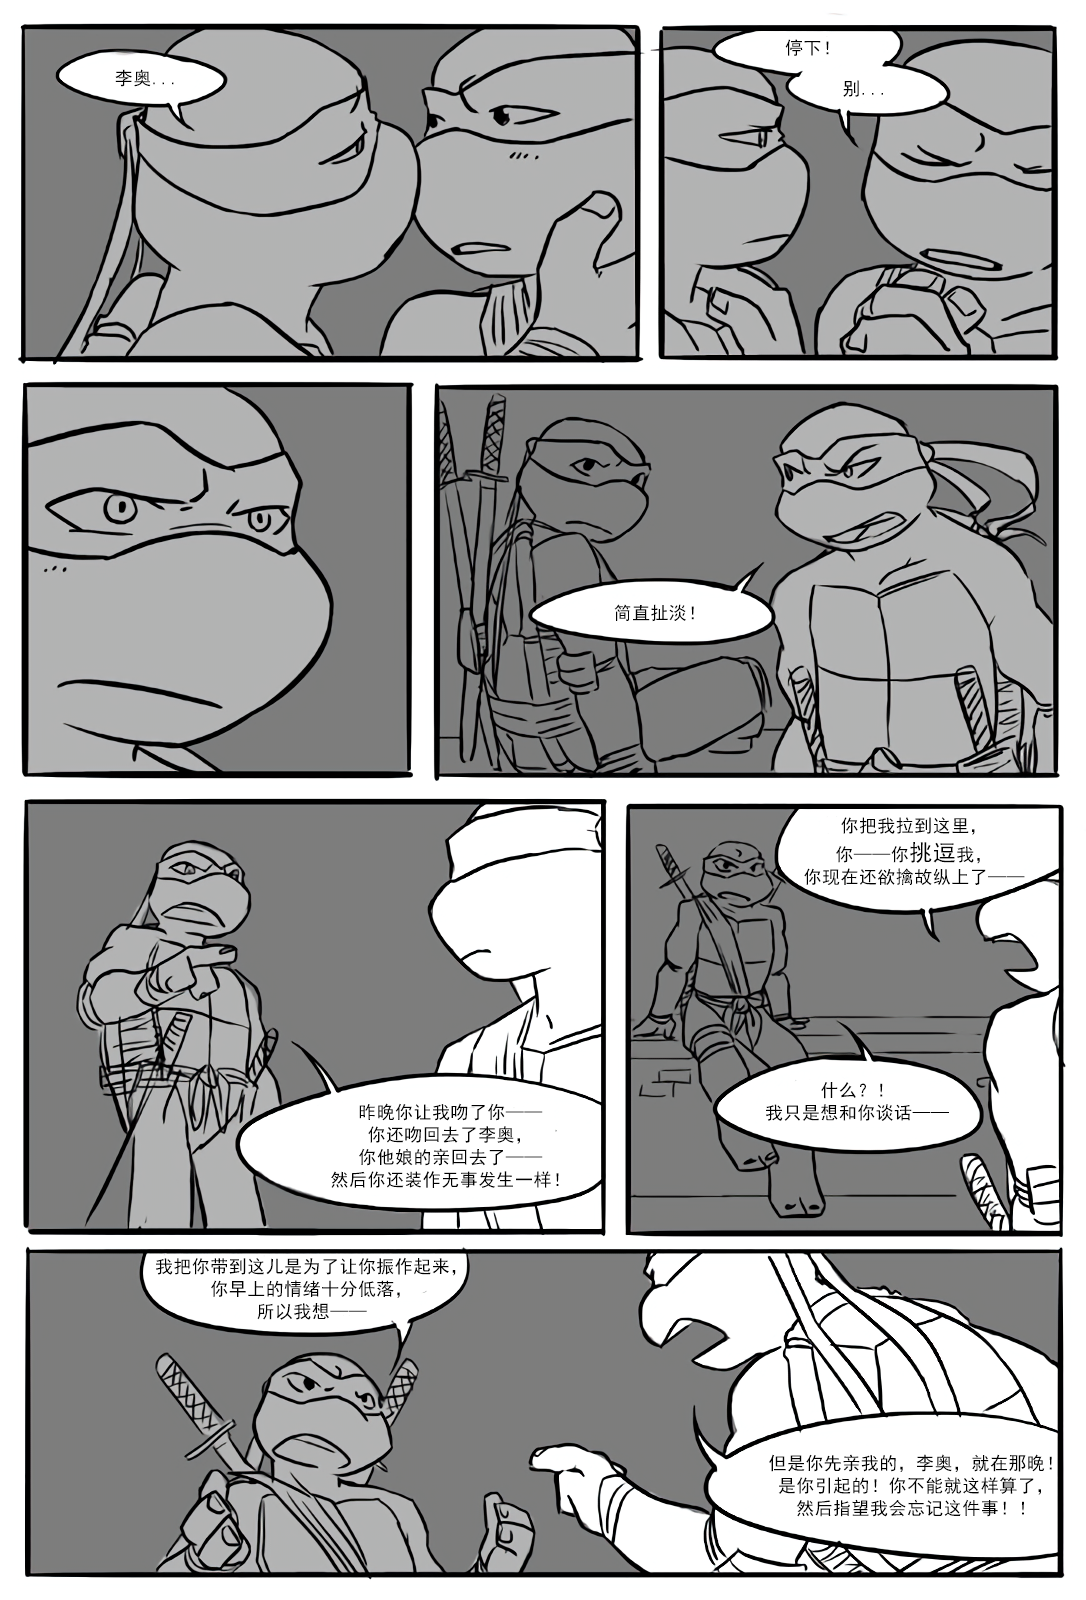 李奥...
停下！
别...
简直扯淡！
昨晚你让我吻了你——
你还吻回去了李奥，
你他娘的亲回去了——
然后你还装作无事发生一样！
你把我拉到这里，
你——你挑逗我，
你现在还欲擒故纵上了——
什么？！
我只是想和你谈话——
我把你带到这儿是为了让你振作起来，
你早上的情绪十分低落，
所以我想——
但是你先亲我的，李奥，就在那晚！
是你引起的！你不能就这样算了，
然后指望我会忘记这件事！！